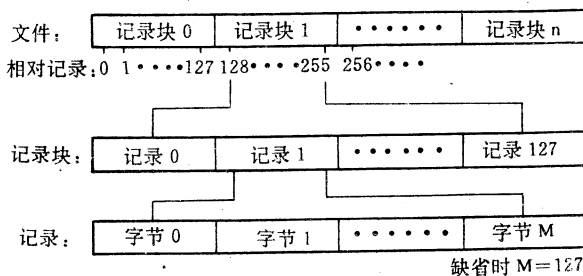 文件： 记录块 0 记录块 1 ······ 记录块 n
相对记录：0 1 ····127 128 ····255 256 ····
记录块： 记录 0 记录 1 ······ 记录 127
记录： 字节 0 字节 1 ······ 字节 M
缺省时 M＝127